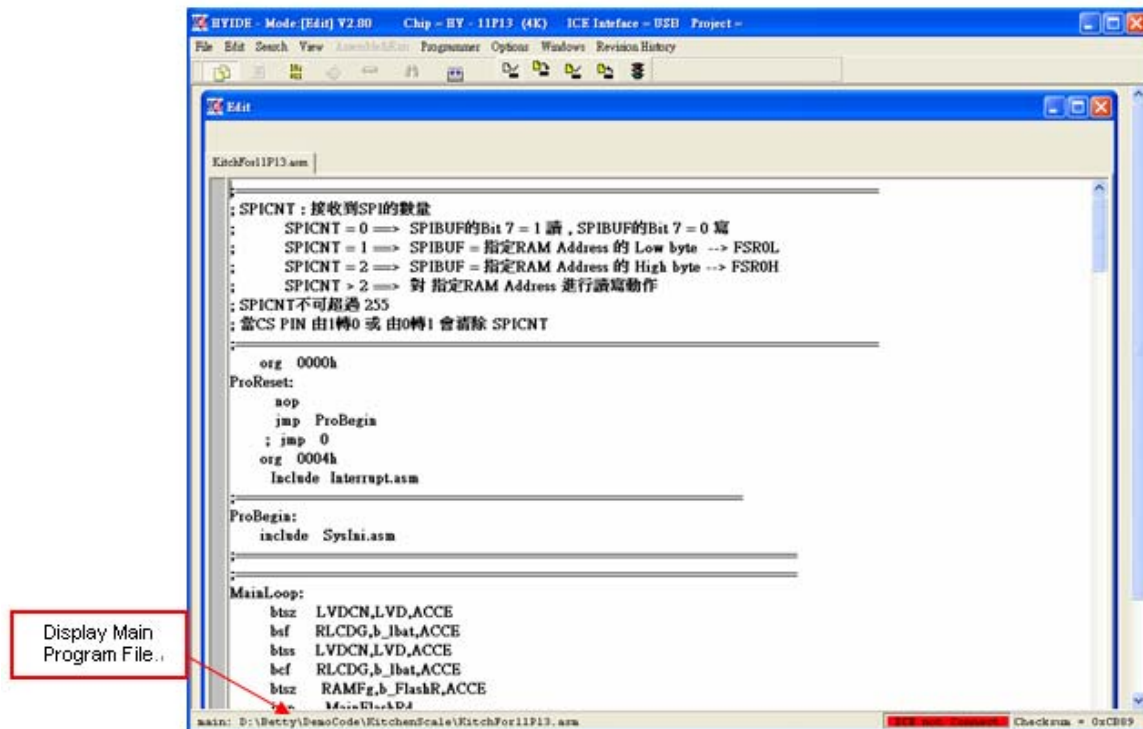 HYIDE - Mode:[Edit] V2.80 Chip - HY - 11P13 (4K) ICE Inteface - USB Project -
File Edit Search View Assemble&Run Programmer Options Windows Revision History
Edit
KitchFor11P13.asm
; SPICNT : 接收到SPI的數量
; SPICNT = 0 ==> SPIBUF的Bit 7 = 1 讀 , SPIBUF的Bit 7 = 0 寫
; SPICNT = 1 ==> SPIBUF = 指定RAM Address 的 Low byte --> FSR0L
; SPICNT = 2 ==> SPIBUF = 指定RAM Address 的 High byte --> FSR0H
; SPICNT > 2 ==> 對 指定RAM Address 進行讀寫動作
; SPICNT不可超過 255
; 當CS PIN 由1轉0 或 由0轉1 會清除 SPICNT
org 0000h
ProReset:
nop
jmp ProBegin
; jmp 0
org 0004h
Include Interrupt.asm
ProBegin:
include SysIni.asm
MainLoop:
btsz LVDCN,LVD,ACCE
bsf RLCDG,b_lbat,ACCE
btss LVDCN,LVD,ACCE
bcf RLCDG,b_lbat,ACCE
btsz RAMFg,b_FlashR,ACCE
MainFlashRd
Display Main
Program File.
main: D:\Betty\DemoCode\KitchenScale\KitchFor11P13.asm ICE not Connect Checksum = 0xCD89